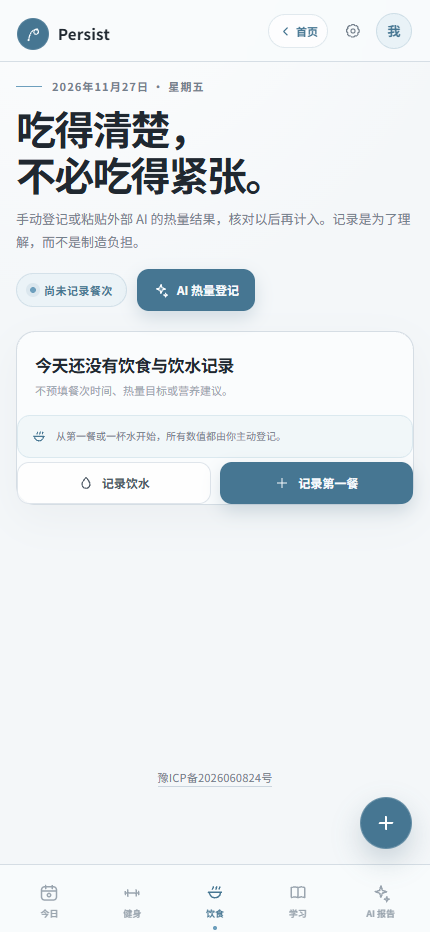 Persist
首页
我
2026年11月27日 · 星期五
吃得清楚，
不必吃得紧张。
手动登记或粘贴外部 AI 的热量结果，核对以后再计入。记录是为了理
解，而不是制造负担。
尚未记录餐次
AI 热量登记
今天还没有饮食与饮水记录
不预填餐次时间、热量目标或营养建议。
从第一餐或一杯水开始，所有数值都由你主动登记。
记录饮水
记录第一餐
豫ICP备2026060824号
今日
健身
饮食
学习
AI 报告